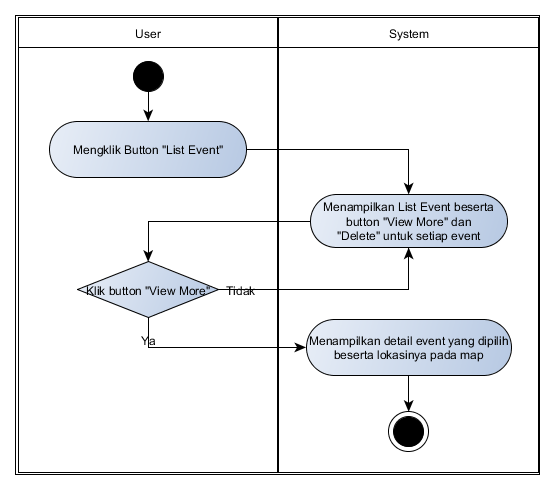 User
System
Mengklik Button "List Event"
Menampilkan List Event beserta
button "View More" dan
"Delete" untuk setiap event
Klik button "View More"
Tidak
Ya
Menampilkan detail event yang dipilih
beserta lokasinya pada map